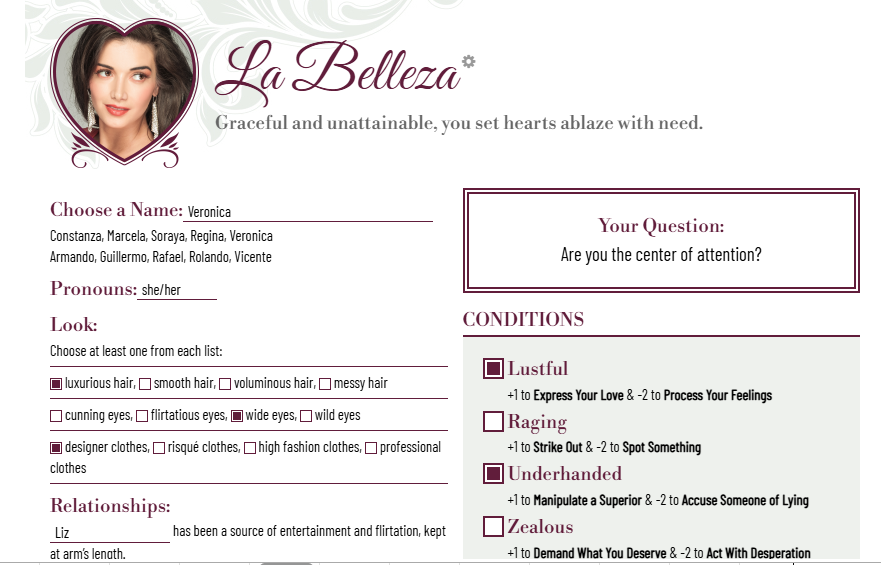 La Belleza
Graceful and unattainable, you set hearts ablaze with need.
Choose a Name: Veronica
Constanza, Marcela, Soraya, Regina, Veronica
Armando, Guillermo, Rafael, Rolando, Vicente
Pronouns: she/her
Look:
Choose at least one from each list:
luxurious hair, smooth hair, voluminous hair, messy hair
cunning eyes, flirtatious eyes, wide eyes, wild eyes
designer clothes, risqué clothes, high fashion clothes, professional
clothes
Relationships:
Liz has been a source of entertainment and flirtation, kept
at arm's length.
Your Question:
Are you the center of attention?
CONDITIONS
Lustful
+1 to Express Your Love & -2 to Process Your Feelings
Raging
+1 to Strike Out & -2 to Spot Something
Underhanded
+1 to Manipulate a Superior & -2 to Accuse Someone of Lying
Zealous
+1 to Demand What You Deserve & -2 to Act With Desperation